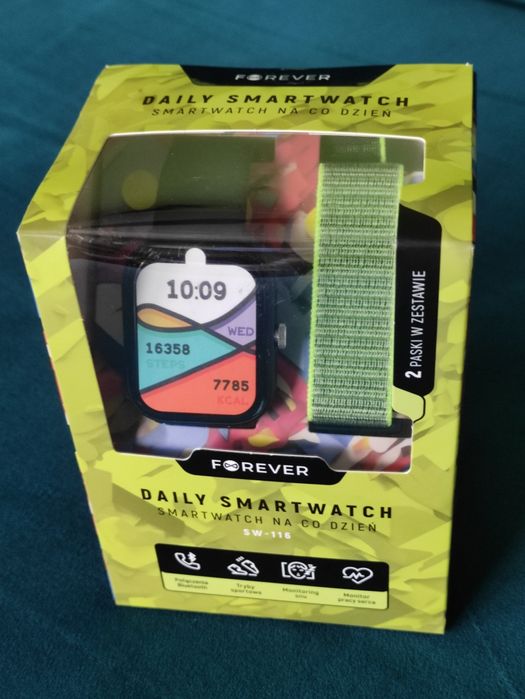 FOREVER
DAILY SMARTWATCH
SMARTWATCH NA CO DZIEŃ
10:09
WED
16358
STEPS
7785
KCAL
2 PASKI W ZESTAWIE
FOREVER
DAILY SMARTWATCH
SMARTWATCH NA CO DZIEŃ
SW-116
Połączenia
Bluetooth
Tryby
sportowe
Monitoring
snu
Monitor
pracy serca